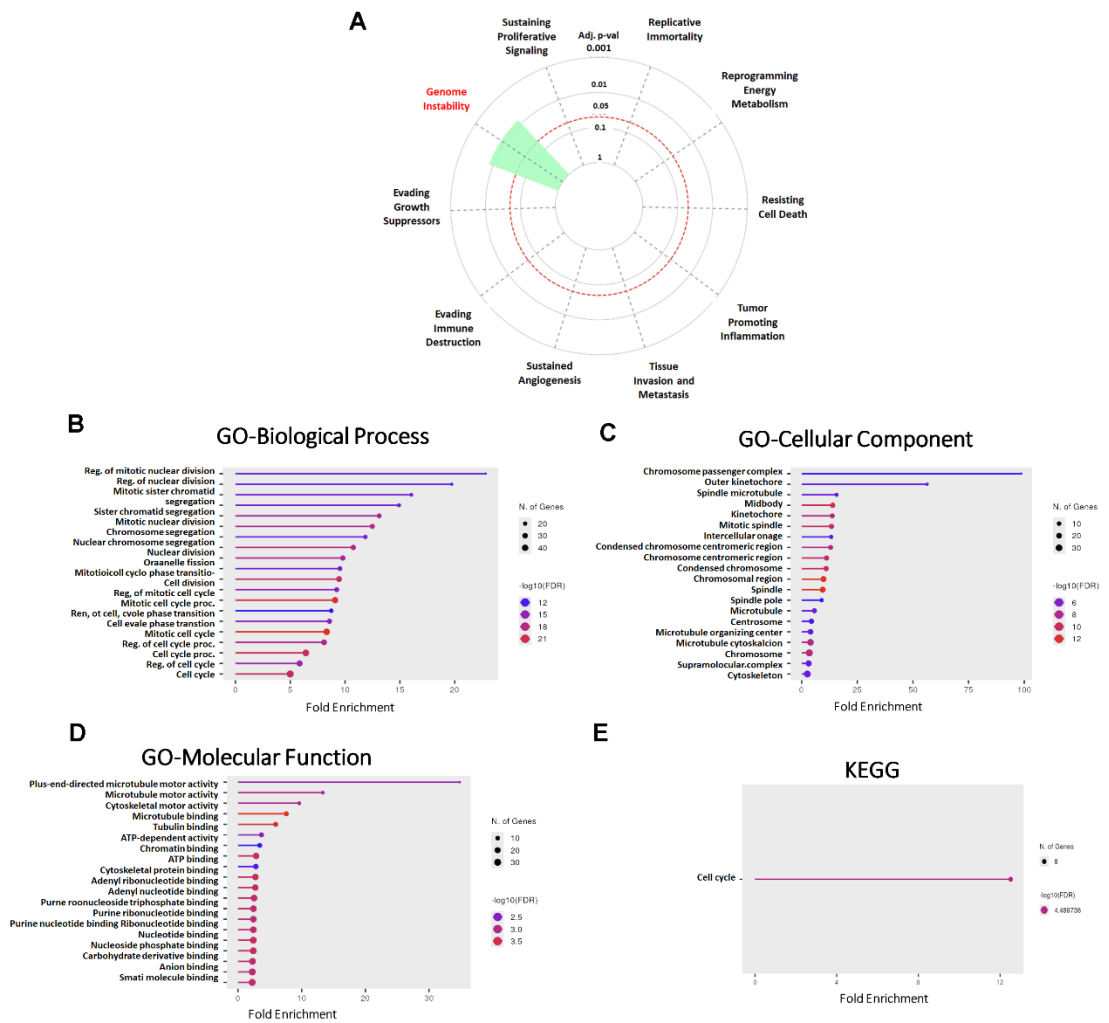 A
Sustaining
Proliferative
Signaling
Adj. p-val
0.001
Replicative
Immortality
0.01
0.05
0.1
1
Genome
Instability
Reprogramming
Energy
Metabolism
Evading
Growth
Suppressors
Resisting
Cell Death
Evading
Immune
Destruction
Tumor
Promoting
Inflammation
Sustained
Angiogenesis
Tissue
Invasion and
Metastasis
B
GO-Biological Process
Reg. of mitotic nuclear division
Reg. of nuclear division
Mitotic sister chromatid
segregation
Sister chromatid segregation
Mitotic nuclear division
Chromosome segregation
Nuclear chromosome segregation
Nuclear division
Oraanelle fission
Mitotioicoll cyclo phase transitio-
Cell division
Reg, of mitotic cell cycle
Mitotic cell cycle proc.
Ren, ot cell, cvole phase transition
Cell evale phase transition
Mitotic cell cycle
Reg. of cell cycle proc.
Cell cycle proc.
Reg. of cell cycle
Cell cycle
0 5 10 15 20
Fold Enrichment
N. of Genes
20
30
40
-log10(FDR)
12
15
18
21
C
GO-Cellular Component
Chromosome passenger complex
Outer kinetochore
Spindle microtubule
Midbody
Kinetochore
Mitotic spindle
Intercellular onage
Condensed chromosome centromeric region
Chromosome centromeric region
Condensed chromosome
Chromosomal region
Spindle
Spindle pole
Microtubule
Centrosome
Microtubule organizing center
Microtubule cytoskalcion
Chromosome
Supramolecular.complex
Cytoskeleton
0 25 50 75 100
Fold Enrichment
N. of Genes
10
20
30
-log10(FDR)
6
8
10
12
D
GO-Molecular Function
Plus-end-directed microtubule motor activity
Microtubule motor activity
Cytoskeletal motor activity
Microtubule binding
Tubulin binding
ATP-dependent activity
Chromatin binding
ATP binding
Cytoskeletal protein binding
Adenyl ribonucleotide binding
Adenyl nucleotide binding
Purne roonucleoside triphosphate binding
Purine ribonucleotide binding
Purine nucleotide binding Ribonucleotide binding
Nucleotide binding
Nucleoside phosphate binding
Carbohydrate derivative binding
Anion binding
Smati molecule binding
0 10 20 30
Fold Enrichment
N. of Genes
10
20
30
-log10(FDR)
2.5
3.0
3.5
E
KEGG
Cell cycle
0 4 8 12
Fold Enrichment
N. of Genes
8
-log10(FDR)
4.489736